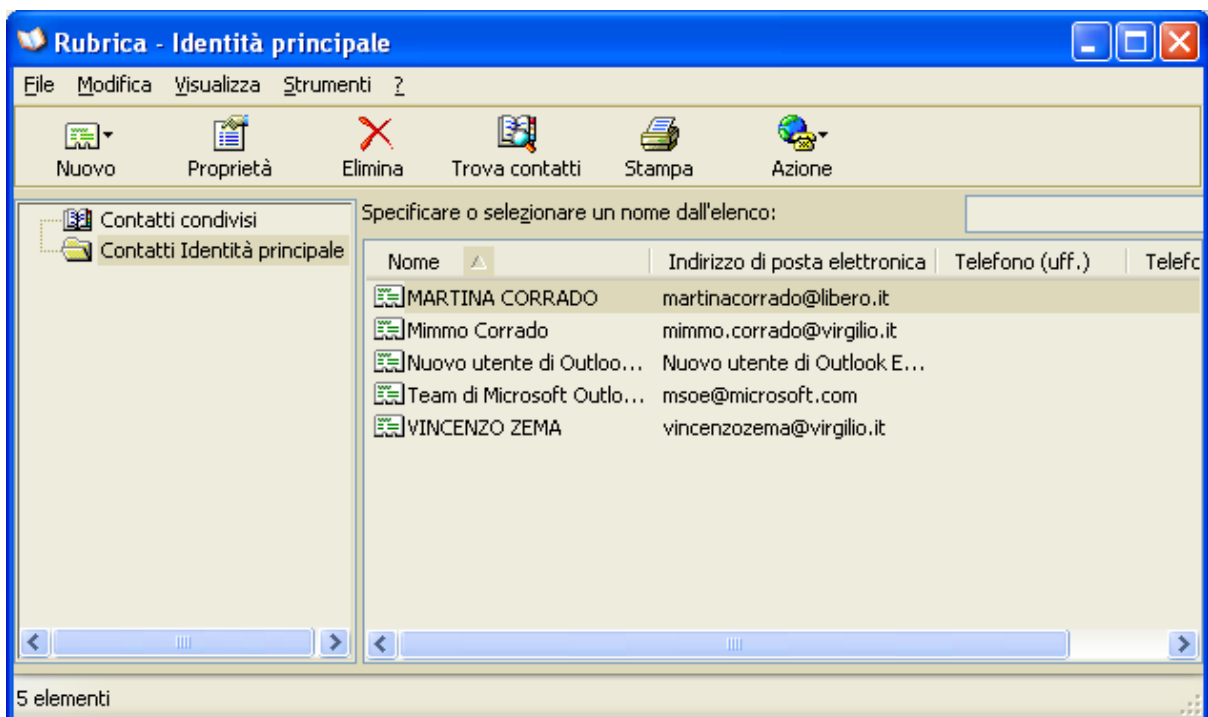 Rubrica - Identità principale
File Modifica Visualizza Strumenti ?
Nuovo Proprietà Elimina Trova contatti Stampa Azione
Contatti condivisi
Contatti Identità principale
Specificare o selezionare un nome dall'elenco:
Nome Indirizzo di posta elettronica Telefono (uff.) Telefo
MARTINA CORRADO martinacorrado@libero.it
Mimmo Corrado mimmo.corrado@virgilio.it
Nuovo utente di Outloo... Nuovo utente di Outlook E...
Team di Microsoft Outlo... msoe@microsoft.com
VINCENZO ZEMA vincenzozema@virgilio.it
5 elementi